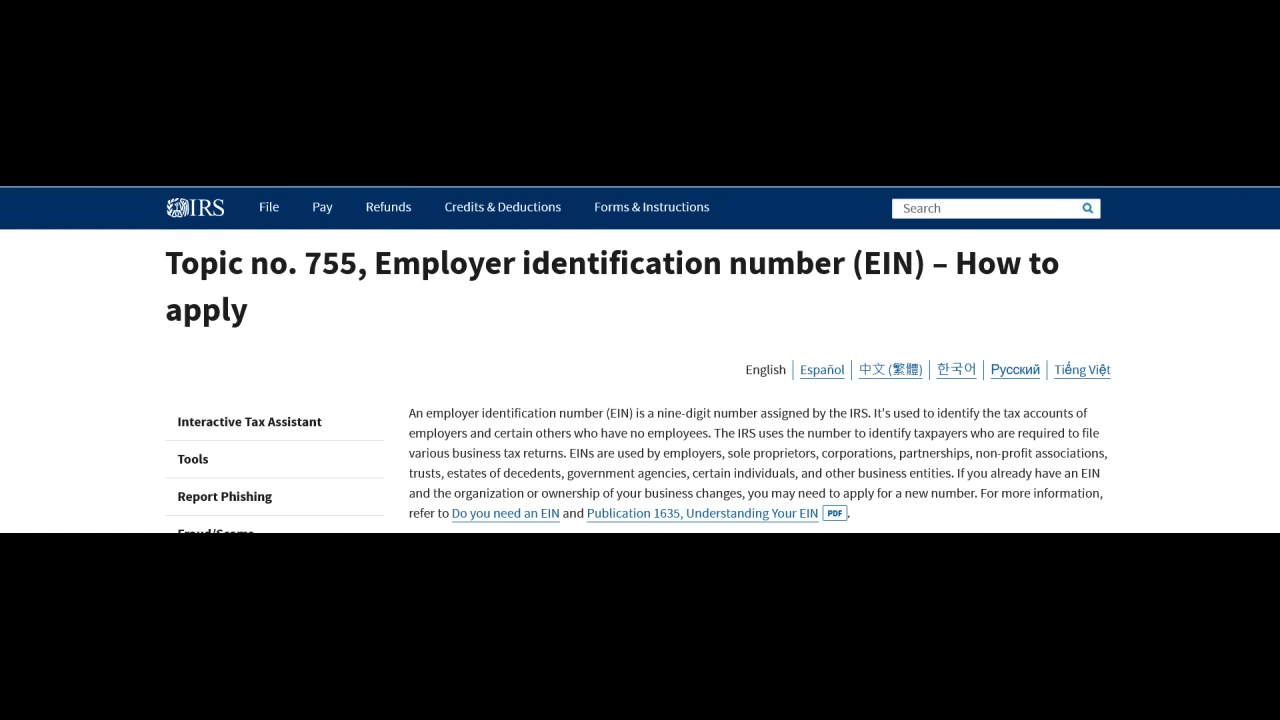 IRS File Pay Refunds Credits & Deductions Forms & Instructions Search
Topic no. 755, Employer identification number (EIN) – How to
apply
English Español 中文 (繁體) 한국어 Русский Tiếng Việt
Interactive Tax Assistant
Tools
Report Phishing
Fraud/Scams
An employer identification number (EIN) is a nine-digit number assigned by the IRS. It's used to identify the tax accounts of
employers and certain others who have no employees. The IRS uses the number to identify taxpayers who are required to file
various business tax returns. EINs are used by employers, sole proprietors, corporations, partnerships, non-profit associations,
trusts, estates of decedents, government agencies, certain individuals, and other business entities. If you already have an EIN
and the organization or ownership of your business changes, you may need to apply for a new number. For more information,
refer to Do you need an EIN and Publication 1635, Understanding Your EIN PDF.